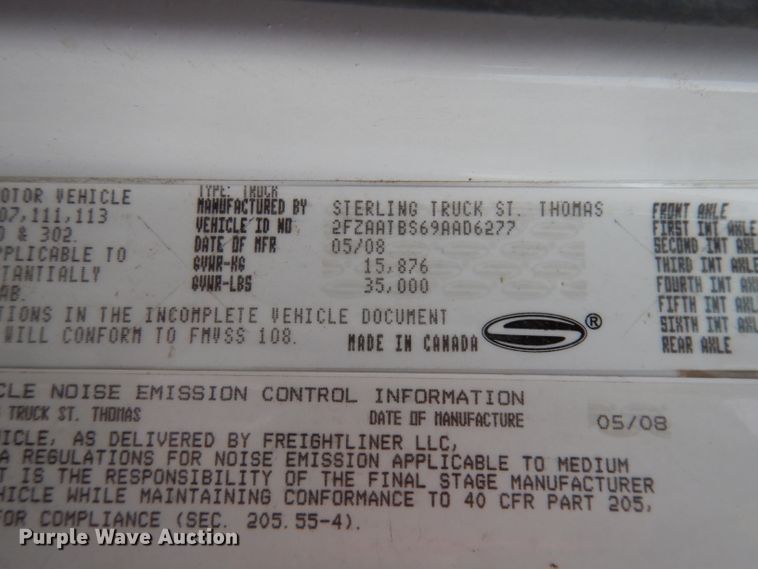 OTOR VEHICLE
07,111,113
D & 302.
PPLICABLE TO
TANTIALLY
AB.
TYPE: TRUCK
MANUFACTURED BY STERLING TRUCK ST. THOMAS
VEHICLE ID NO 2FZAATBS69AAD6277
DATE OF MFR 05/08
GVWR-KG 15,876
GVWR-LBS 35,000
FRONT AXLE
FIRST INT AXLE
SECOND INT AXL
THIRD INT AXLE
FOURTH INT AX
FIFTH INT AXL
SIXTH INT AXL
REAR AXLE
TIONS IN THE INCOMPLETE VEHICLE DOCUMENT
WILL CONFORM TO FMVSS 108.
MADE IN CANADA ®
CLE NOISE EMISSION CONTROL INFORMATION
TRUCK ST. THOMAS DATE OF MANUFACTURE 05/08
HICLE, AS DELIVERED BY FREIGHTLINER LLC,
A REGULATIONS FOR NOISE EMISSION APPLICABLE TO MEDIUM
T IS THE RESPONSIBILITY OF THE FINAL STAGE MANUFACTURER
HICLE WHILE MAINTAINING CONFORMANCE TO 40 CFR PART 205,
FOR COMPLIANCE (SEC. 205.55-4).
Purple Wave Auction